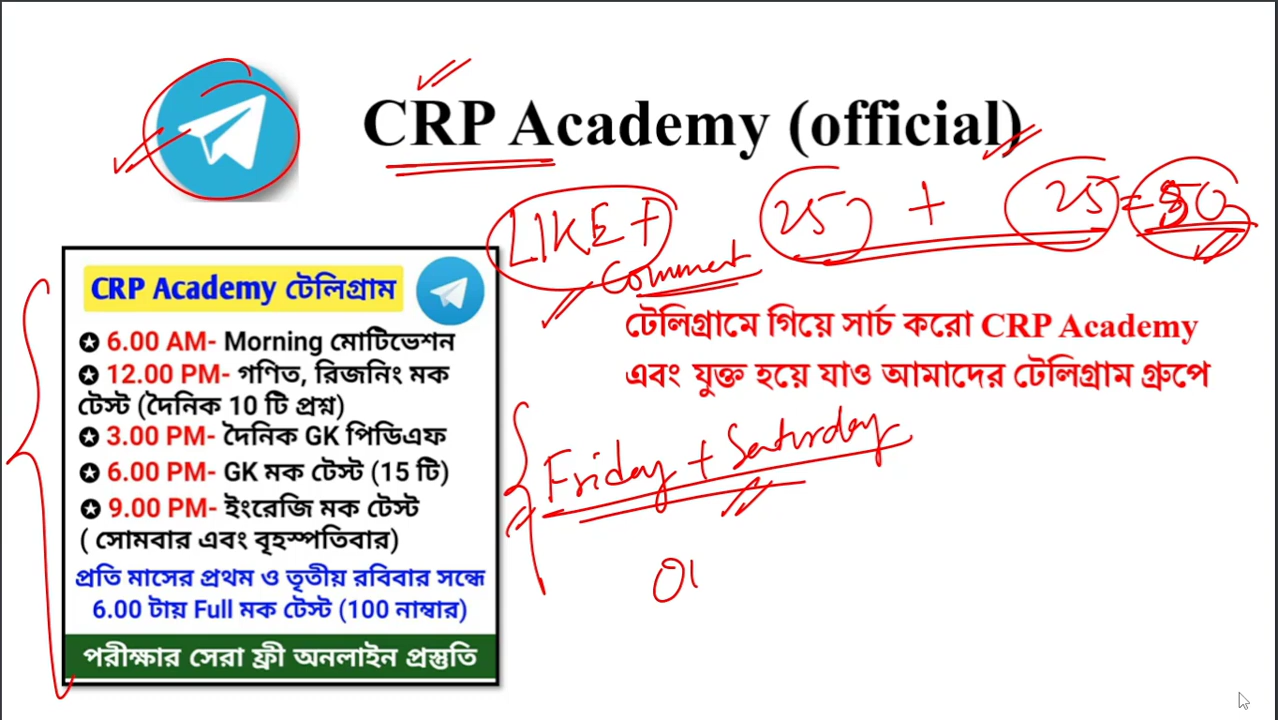 CRP Academy (official)
LIKE +
25 + 25 = 50
Comment
CRP Academy টেলিগ্রাম
6.00 AM- Morning মোটিভেশন
12.00 PM- গণিত, রিজনিং মক
টেস্ট (দৈনিক 10 টি প্রশ্ন)
3.00 PM- দৈনিক GK পিডিএফ
6.00 PM- GK মক টেস্ট (15 টি)
9.00 PM- ইংরেজি মক টেস্ট
( সোমবার এবং বৃহস্পতিবার)
প্রতি মাসের প্রথম ও তৃতীয় রবিবার সন্ধে
6.00 টায় Full মক টেস্ট (100 নাম্বার)
পরীক্ষার সেরা ফ্রী অনলাইন প্রস্তুতি
টেলিগ্রামে গিয়ে সার্চ করো CRP Academy
এবং যুক্ত হয়ে যাও আমাদের টেলিগ্রাম গ্রুপে
Friday + Saturday